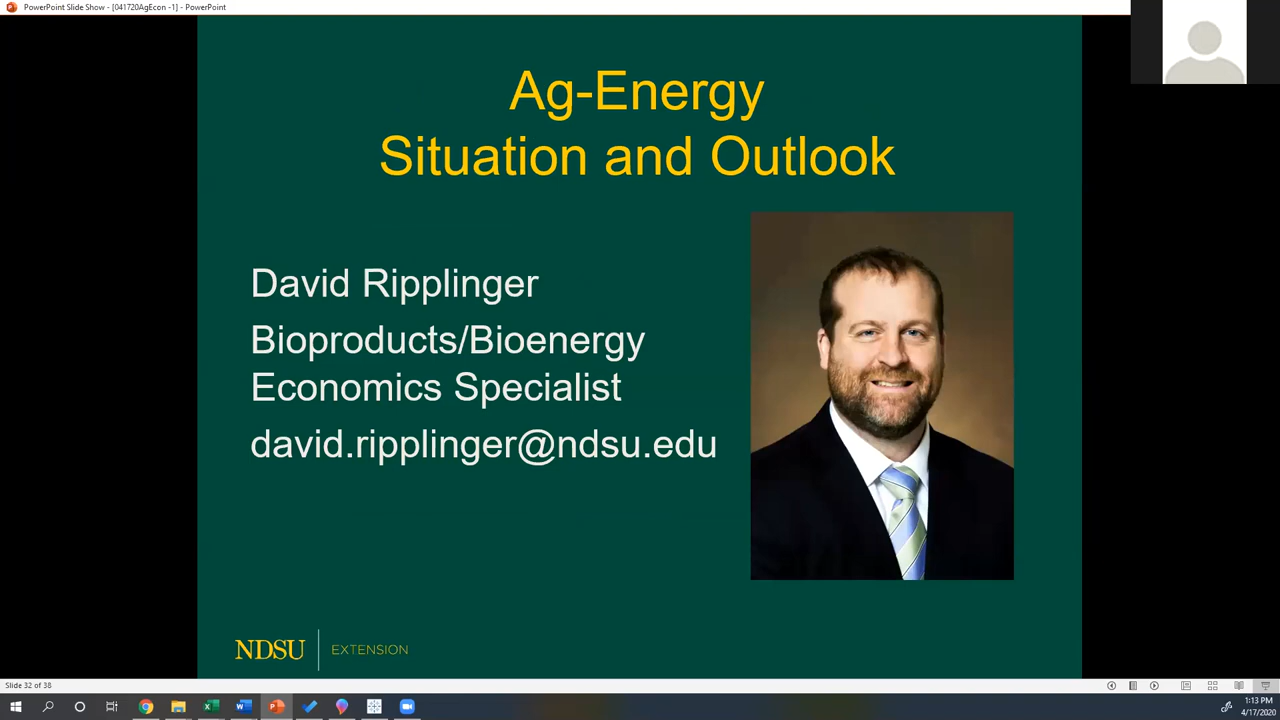 PowerPoint Slide Show - [041720AgEcon -1] - PowerPoint
Ag-Energy
Situation and Outlook
David Ripplinger
Bioproducts/Bioenergy
Economics Specialist
david.ripplinger@ndsu.edu
NDSU EXTENSION
Slide 32 of 38
1:13 PM
4/17/2020